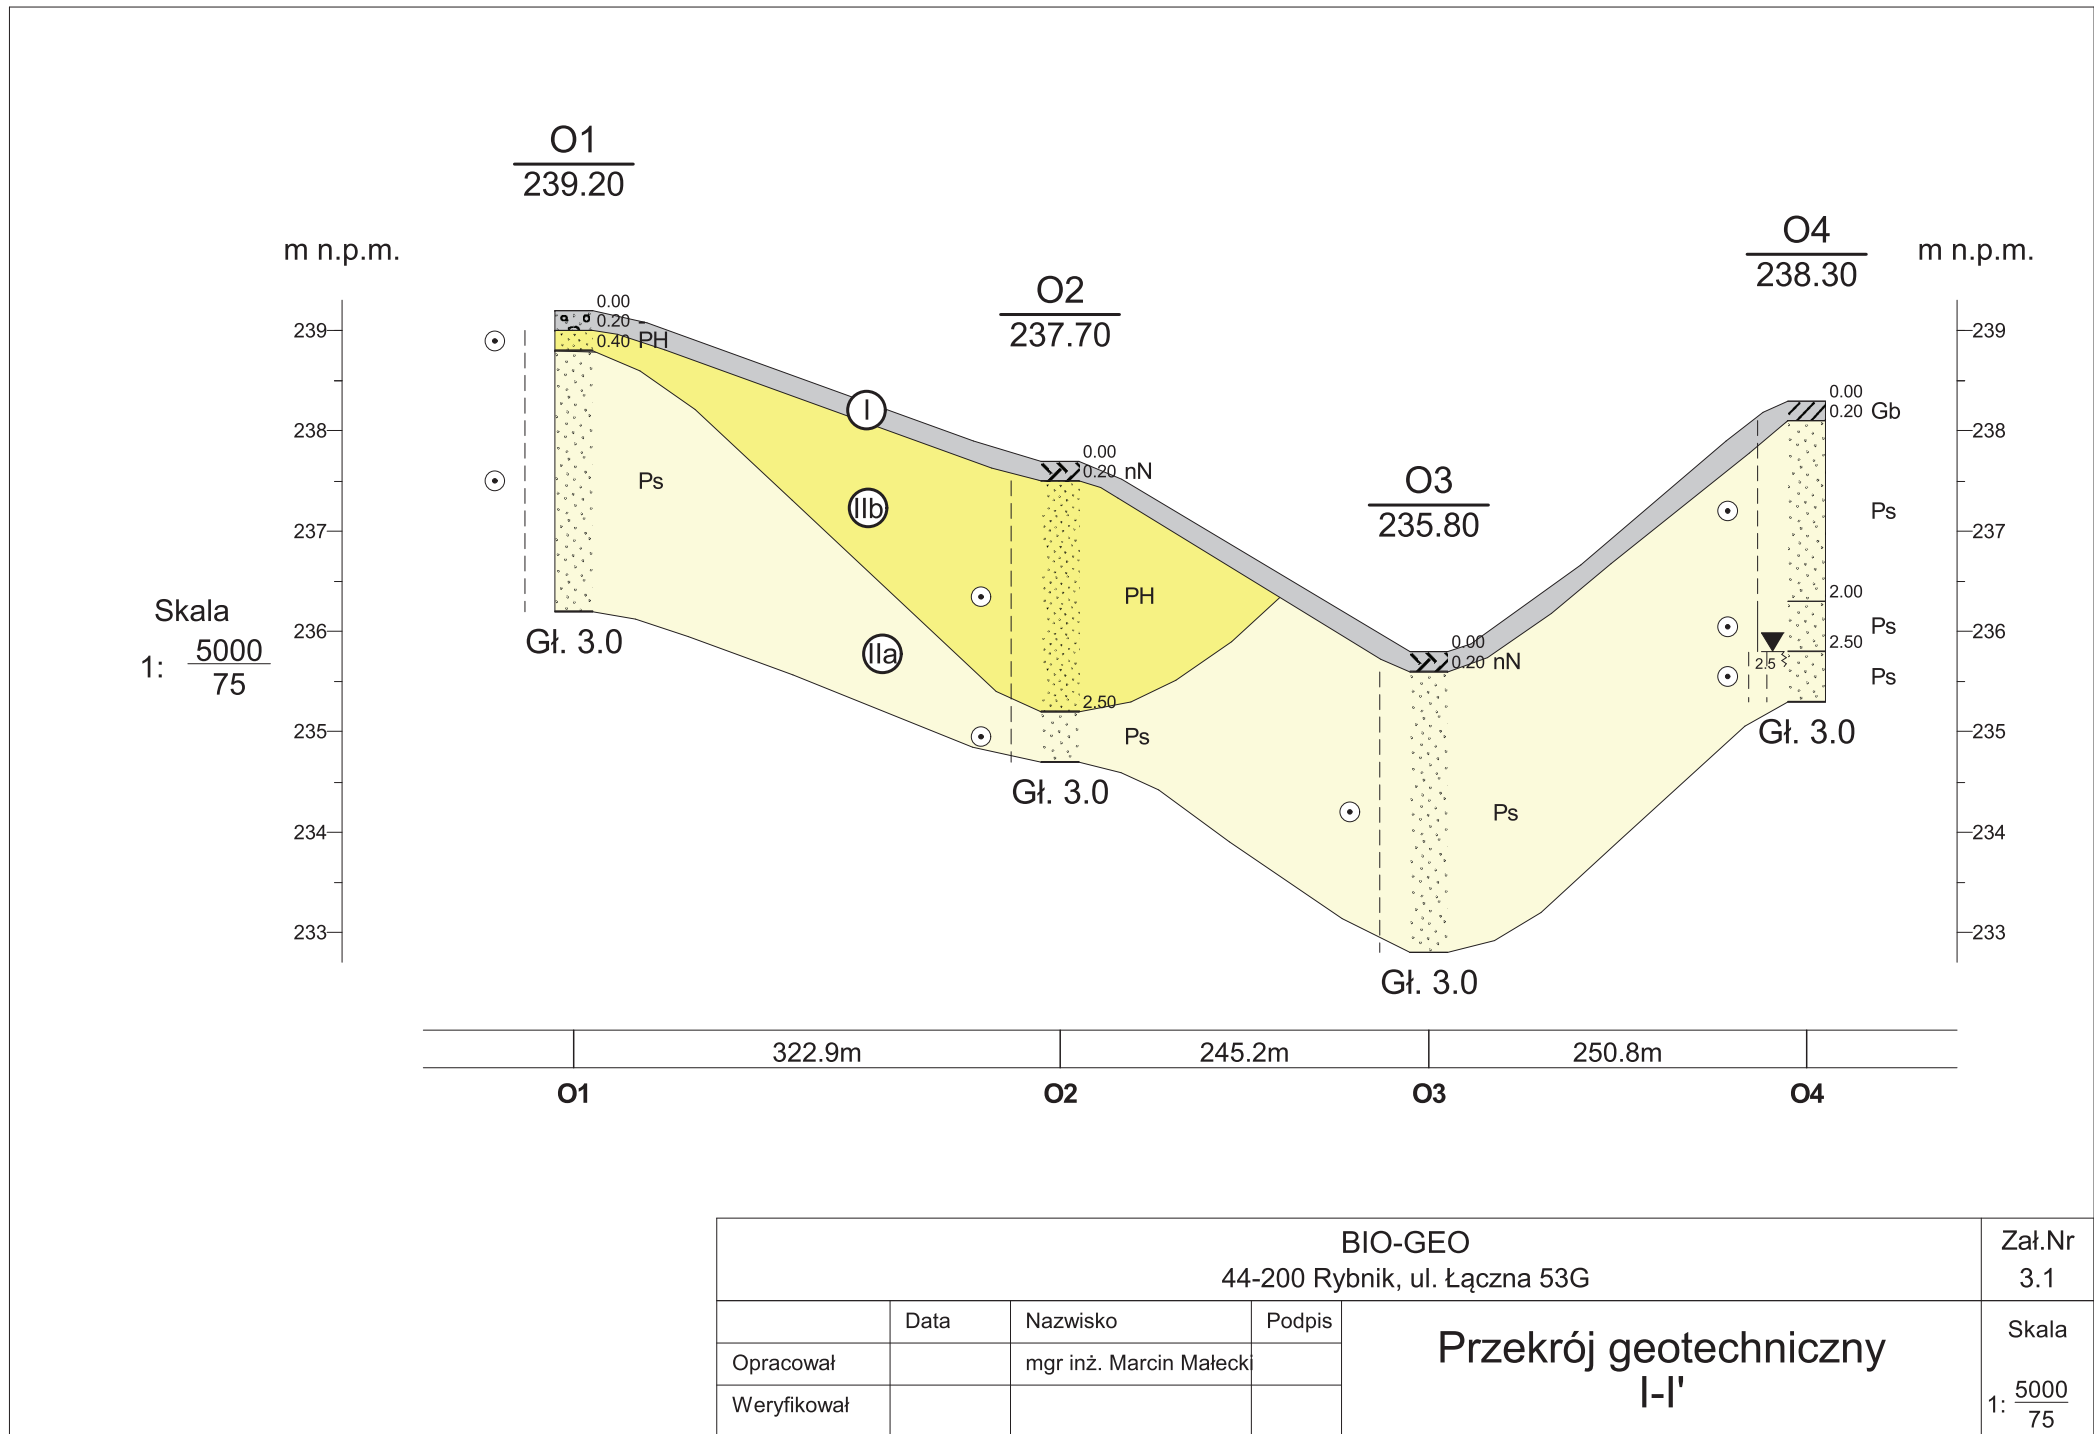 O1
239.20
m n.p.m.
O4
238.30
m n.p.m.
O2
237.70
O3
235.80
239
238
237
236
235
234
233
Skala
1: 5000
75
0.00
0.20 -
0.40 PH
Ps
Gł. 3.0
I
IIb
IIa
0.00
0.20 nN
PH
2.50
Ps
Gł. 3.0
0.00
0.20 nN
Ps
Gł. 3.0
0.00
0.20 Gb
Ps
2.00
Ps
2.50
2.5
Ps
Gł. 3.0
239
238
237
236
235
234
233
322.9m
245.2m
250.8m
O1
O2
O3
O4
BIO-GEO
44-200 Rybnik, ul. Łączna 53G
Zał.Nr
3.1
Data
Nazwisko
Podpis
Opracował
mgr inż. Marcin Małecki
Weryfikował
Przekrój geotechniczny
I-I'
Skala
1: 5000
75